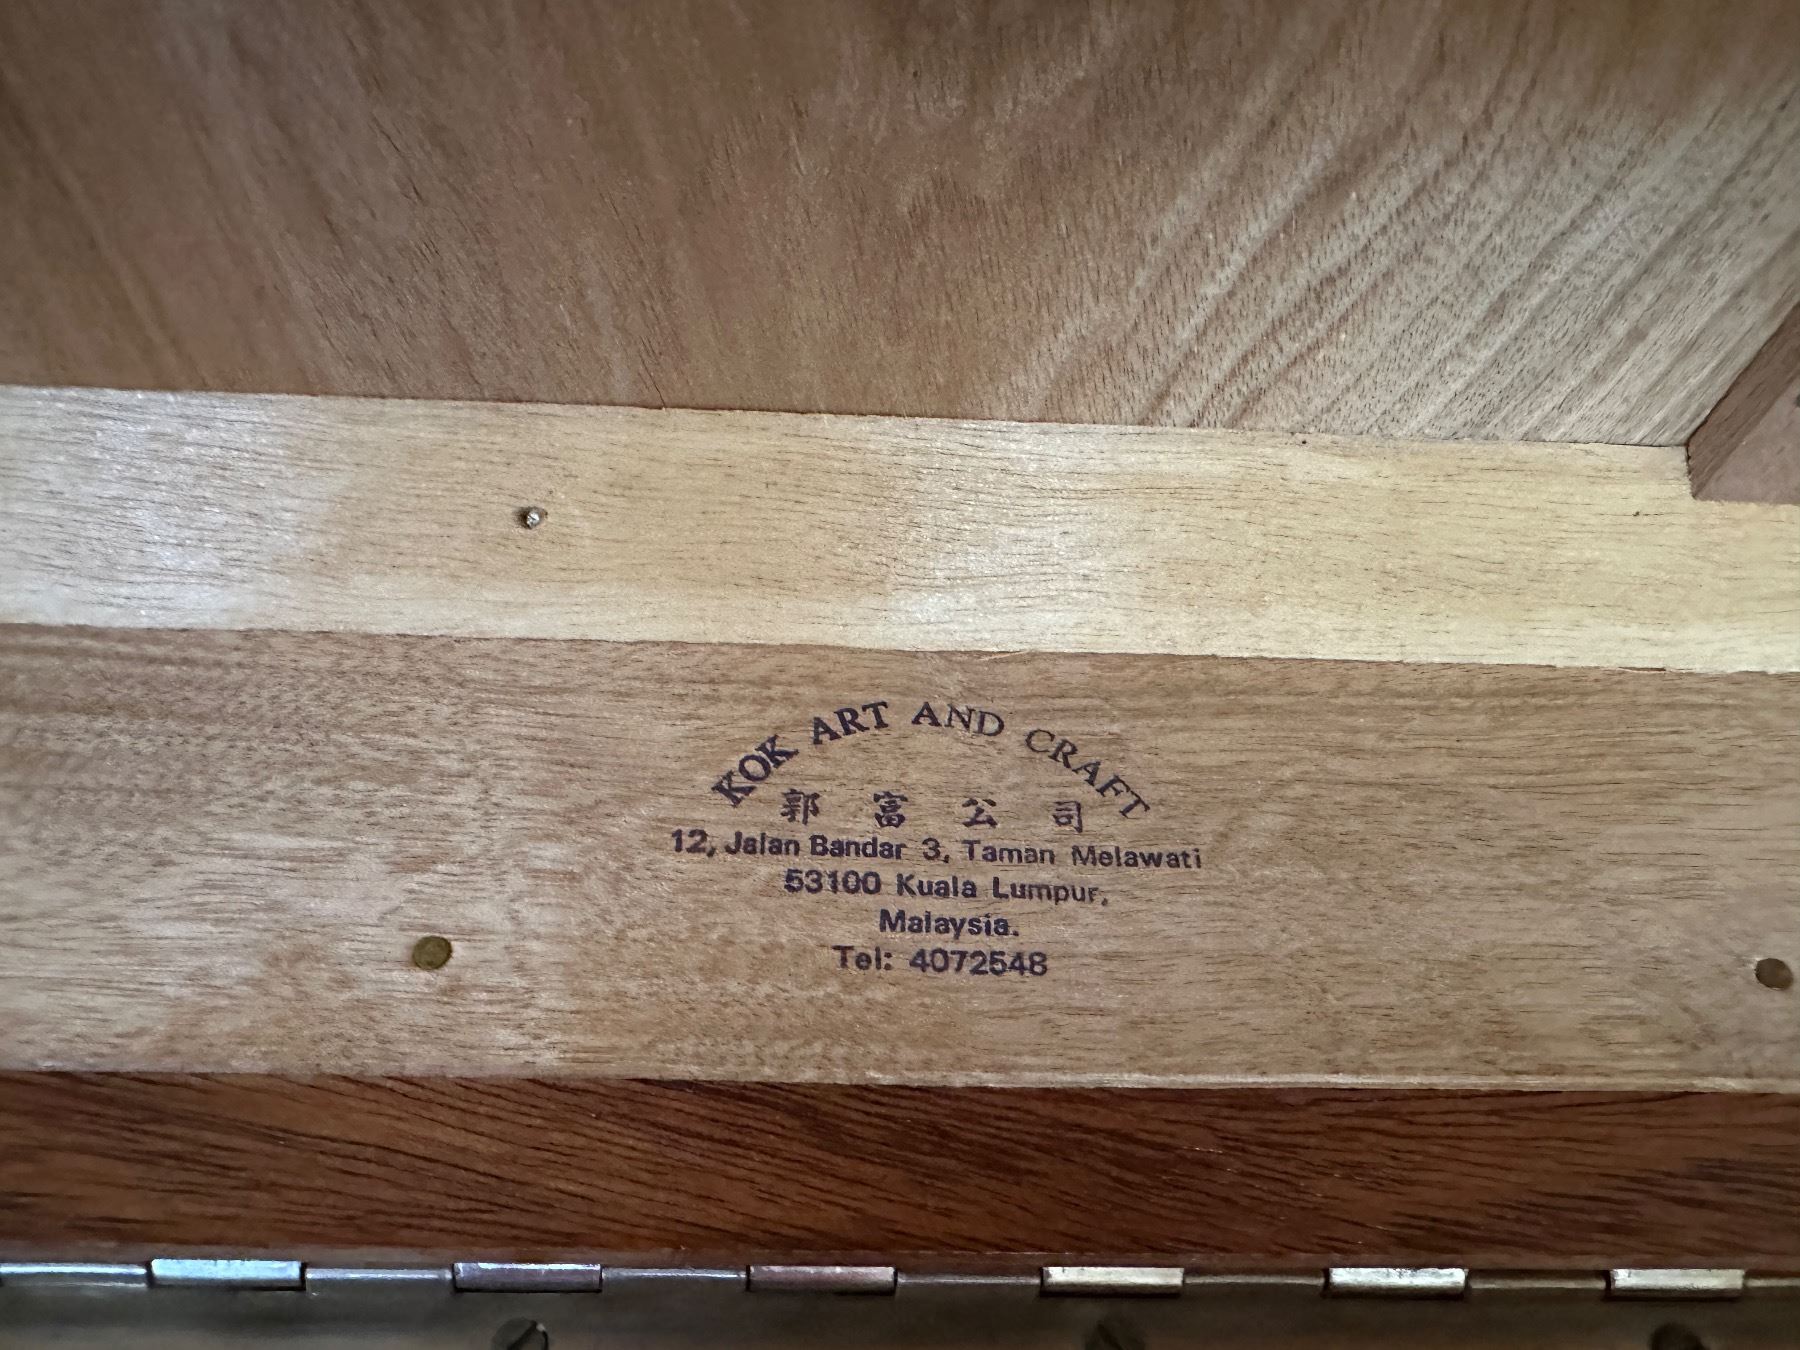 KOK ART AND CRAFT
郭富公司
12, Jalan Bandar 3, Taman Melawati
53100 Kuala Lumpur,
Malaysia.
Tel: 4072548